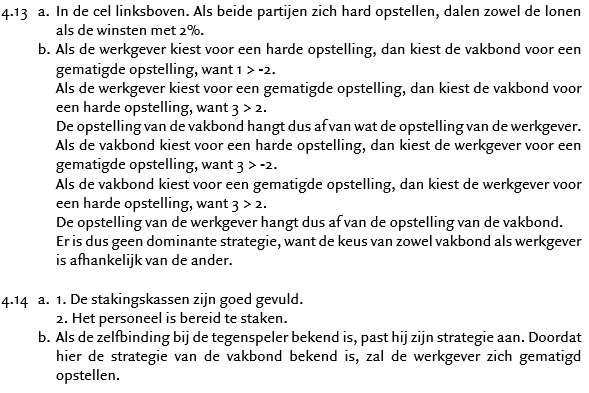 4.13 a. In de cel linksboven. Als beide partijen zich hard opstellen, dalen zowel de lonen
als de winsten met 2%.
b. Als de werkgever kiest voor een harde opstelling, dan kiest de vakbond voor een
gematigde opstelling, want 1 > -2.
Als de werkgever kiest voor een gematigde opstelling, dan kiest de vakbond voor
een harde opstelling, want 3 > 2.
De opstelling van de vakbond hangt dus af van wat de opstelling van de werkgever.
Als de vakbond kiest voor een harde opstelling, dan kiest de werkgever voor een
gematigde opstelling, want 3 > -2.
Als de vakbond kiest voor een gematigde opstelling, dan kiest de werkgever voor
een harde opstelling, want 3 > 2.
De opstelling van de werkgever hangt dus af van de opstelling van de vakbond.
Er is dus geen dominante strategie, want de keus van zowel vakbond als werkgever
is afhankelijk van de ander.
4.14 a. 1. De stakingskassen zijn goed gevuld.
2. Het personeel is bereid te staken.
b. Als de zelfbinding bij de tegenspeler bekend is, past hij zijn strategie aan. Doordat
hier de strategie van de vakbond bekend is, zal de werkgever zich gematigd
opstellen.